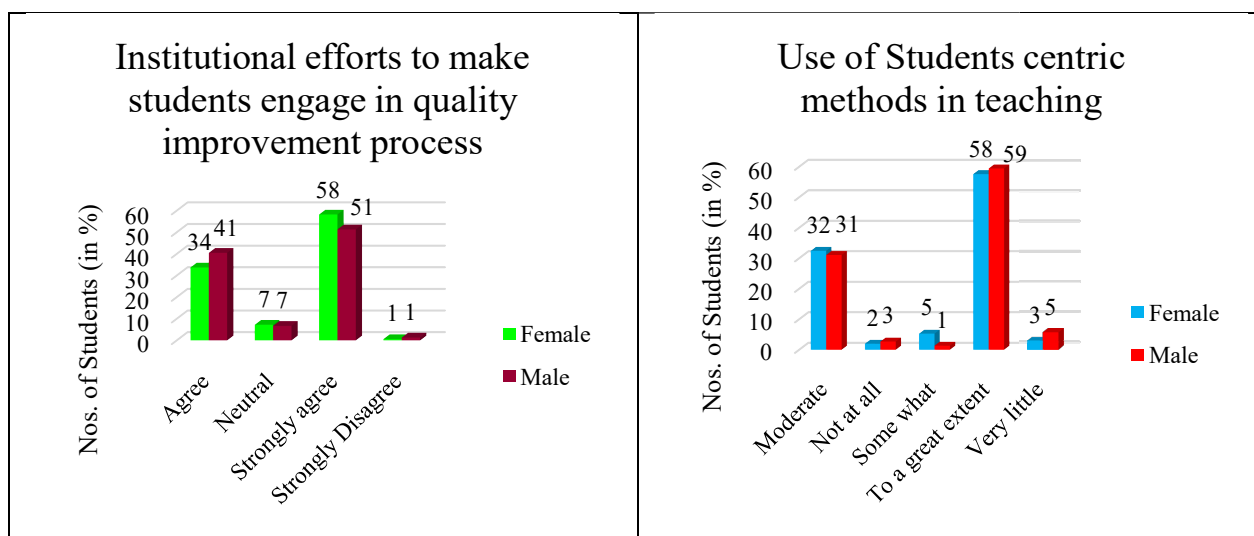 Institutional efforts to make
students engage in quality
improvement process
Nos. of Students (in %)
60
50
40
30
20
10
0
34
41
7
7
58
51
1
1
Agree
Neutral
Strongly agree
Strongly Disagree
Female
Male
Use of Students centric
methods in teaching
Nos. of Students (in %)
60
50
40
30
20
10
0
32
31
2
3
5
1
58
59
3
5
Moderate
Not at all
Some what
To a great extent
Very little
Female
Male